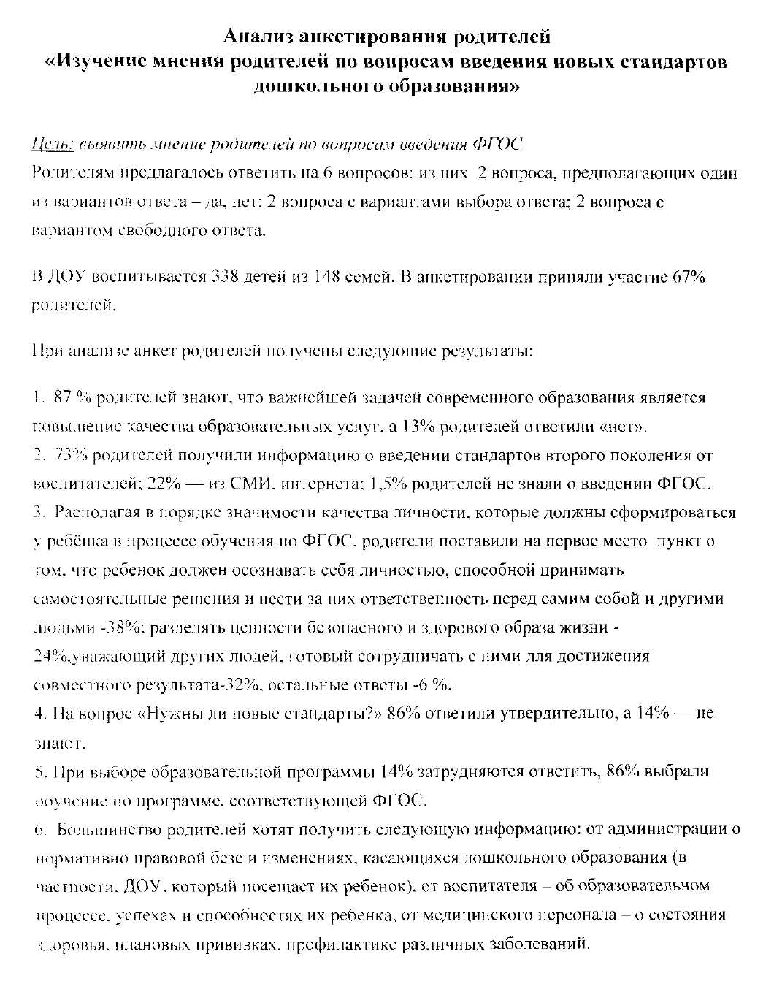 Анализ анкетирования родителей
«Изучение мнения родителей по вопросам введения новых стандартов
дошкольного образования»
Цель: выявить мнение родителей по вопросам введения ФГОС
Родителям предлагалось ответить на 6 вопросов: из них 2 вопроса, предполагающих один
из вариантов ответа – да, нет; 2 вопроса с вариантами выбора ответа; 2 вопроса с
вариантом свободного ответа.
В ДОУ воспитывается 338 детей из 148 семей. В анкетировании приняли участие 67%
родителей.
При анализе анкет родителей получены следующие результаты:
1. 87 % родителей знают, что важнейшей задачей современного образования является
повышение качества образовательных услуг, а 13% родителей ответили «нет».
2. 73% родителей получили информацию о введении стандартов второго поколения от
воспитателей; 22% — из СМИ, интернета; 1,5% родителей не знали о введении ФГОС.
3. Располагая в порядке значимости качества личности, которые должны сформироваться
у ребёнка в процессе обучения по ФГОС, родители поставили на первое место пункт о
том, что ребенок должен осознавать себя личностью, способной принимать
самостоятельные решения и нести за них ответственность перед самим собой и другими
людьми -38%; разделять ценности безопасного и здорового образа жизни -
24%,уважающий других людей, готовый сотрудничать с ними для достижения
совместного результата-32%, остальные ответы -6 %.
4. На вопрос «Нужны ли новые стандарты?» 86% ответили утвердительно, а 14% — не
знают.
5. При выборе образовательной программы 14% затрудняются ответить, 86% выбрали
обучение по программе, соответствующей ФГОС.
6. Большинство родителей хотят получить следующую информацию: от администрации о
нормативно правовой безе и изменениях, касающихся дошкольного образования (в
частности, ДОУ, который посещает их ребенок), от воспитателя – об образовательном
процессе, успехах и способностях их ребенка, от медицинского персонала – о состояния
здоровья, плановых прививках, профилактике различных заболеваний.